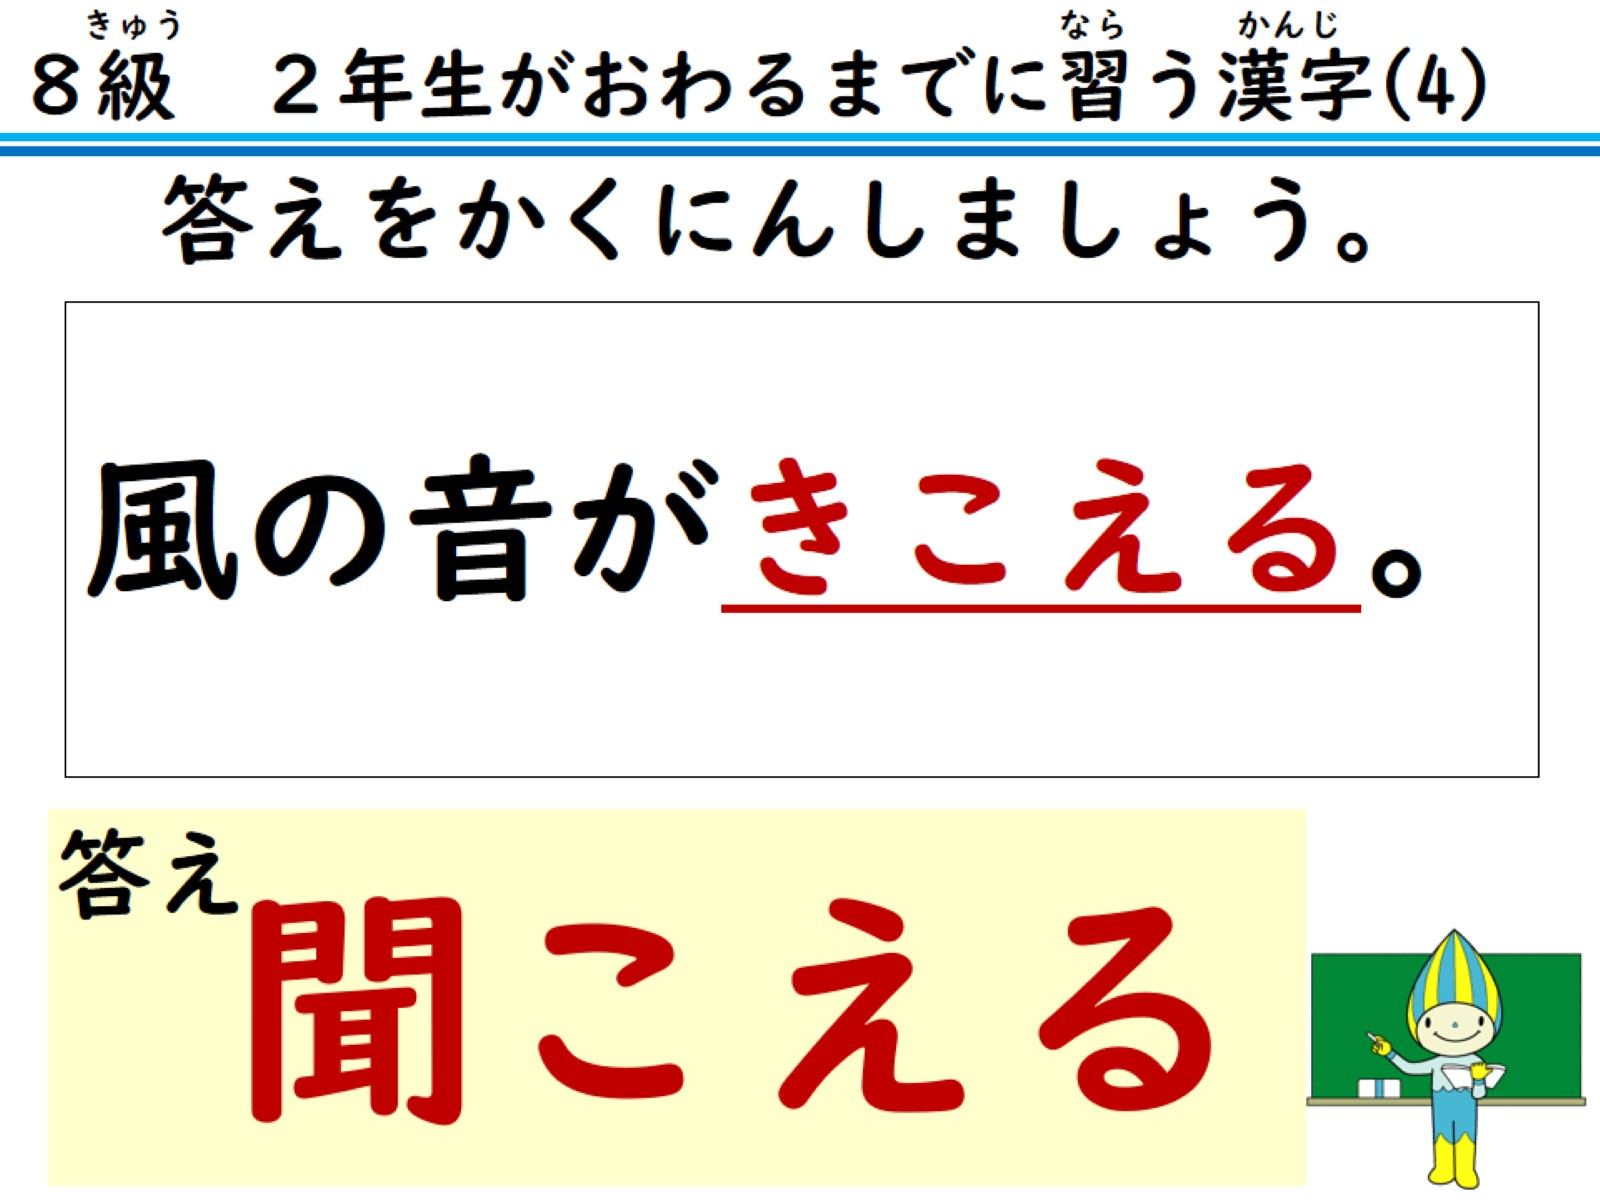 きゅう なら かんじ
８級　２年生がおわるまでに習う漢字(4)
答えをかくにんしましょう。
風の音がきこえる。
答え
聞こえる